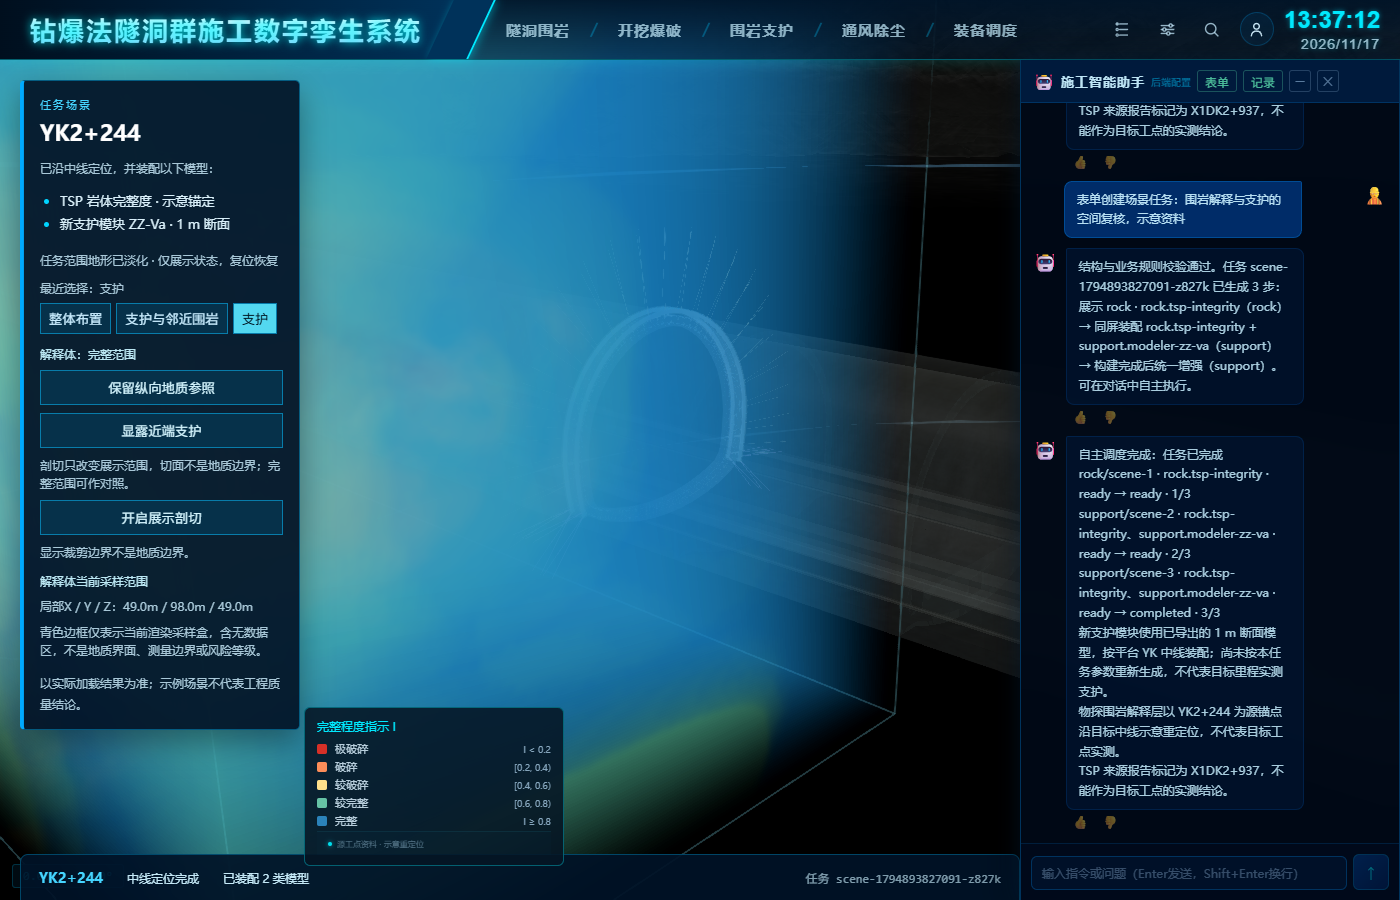 钻爆法隧洞群施工数字孪生系统
隧洞围岩 / 开挖爆破 / 围岩支护 / 通风除尘 / 装备调度
13:37:12
2026/11/17
任务场景
YK2+244
已沿中线定位，并装配以下模型：
TSP 岩体完整度 · 示意锚定
新支护模块 ZZ-Va · 1 m 断面
任务范围地形已淡化 · 仅展示状态，复位恢复
最近选择：支护
整体布置 支护与邻近围岩 支护
解释体：完整范围
保留纵向地质参照
显露近端支护
剖切只改变展示范围，切面不是地质边界；完
整范围可作对照。
开启展示剖切
显示裁剪边界不是地质边界。
解释体当前采样范围
局部X / Y / Z：49.0m / 98.0m / 49.0m
青色边框仅表示当前渲染采样盒，含无数据
区，不是地质界面、测量边界或风险等级。
以实际加载结果为准；示例场景不代表工程质
量结论。
完整程度指示 I
极破碎 I < 0.2
破碎 [0.2, 0.4)
较破碎 [0.4, 0.6)
较完整 [0.6, 0.8)
完整 I ≥ 0.8
源工点资料 · 示意重定位
YK2+244 中线定位完成 已装配 2 类模型
任务 scene-1794893827091-z827k
施工智能助手 后端配置 表单 记录
TSP 来源报告标记为 X1DK2+937，不
能作为目标工点的实测结论。
表单创建场景任务：围岩解释与支护的
空间复核，示意资料
结构与业务规则校验通过。任务 scene-
1794893827091-z827k 已生成 3 步：
展示 rock · rock.tsp-integrity（rock）
→ 同屏装配 rock.tsp-integrity +
support.modeler-zz-va（support）
→ 构建完成后统一增强（support）。
可在对话中自主执行。
自主调度完成：任务已完成
rock/scene-1 · rock.tsp-integrity ·
ready → ready · 1/3
support/scene-2 · rock.tsp-
integrity、support.modeler-zz-va ·
ready → ready · 2/3
support/scene-3 · rock.tsp-
integrity、support.modeler-zz-va ·
ready → completed · 3/3
新支护模块使用已导出的 1 m 断面模
型，按平台 YK 中线装配；尚未按本任
务参数重新生成，不代表目标里程实测
支护。
物探围岩解释层以 YK2+244 为源锚点
沿目标中线示意重定位，不代表目标工
点实测。
TSP 来源报告标记为 X1DK2+937，不
能作为目标工点的实测结论。
输入指令或问题（Enter发送，Shift+Enter换行）